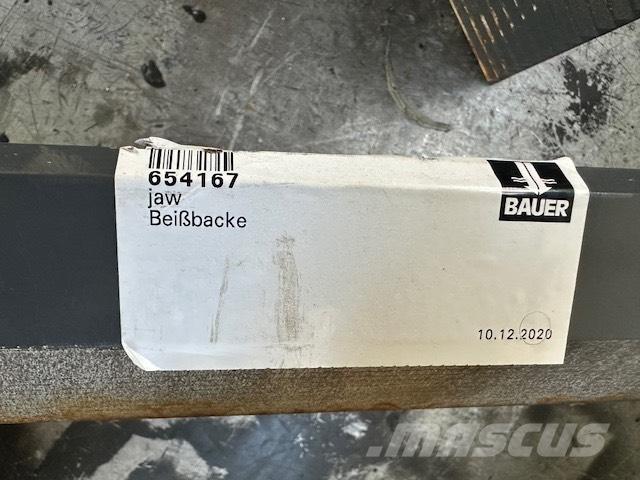 654167
jaw
Beißbacke
BAUER
10.12.2020
MASCUS